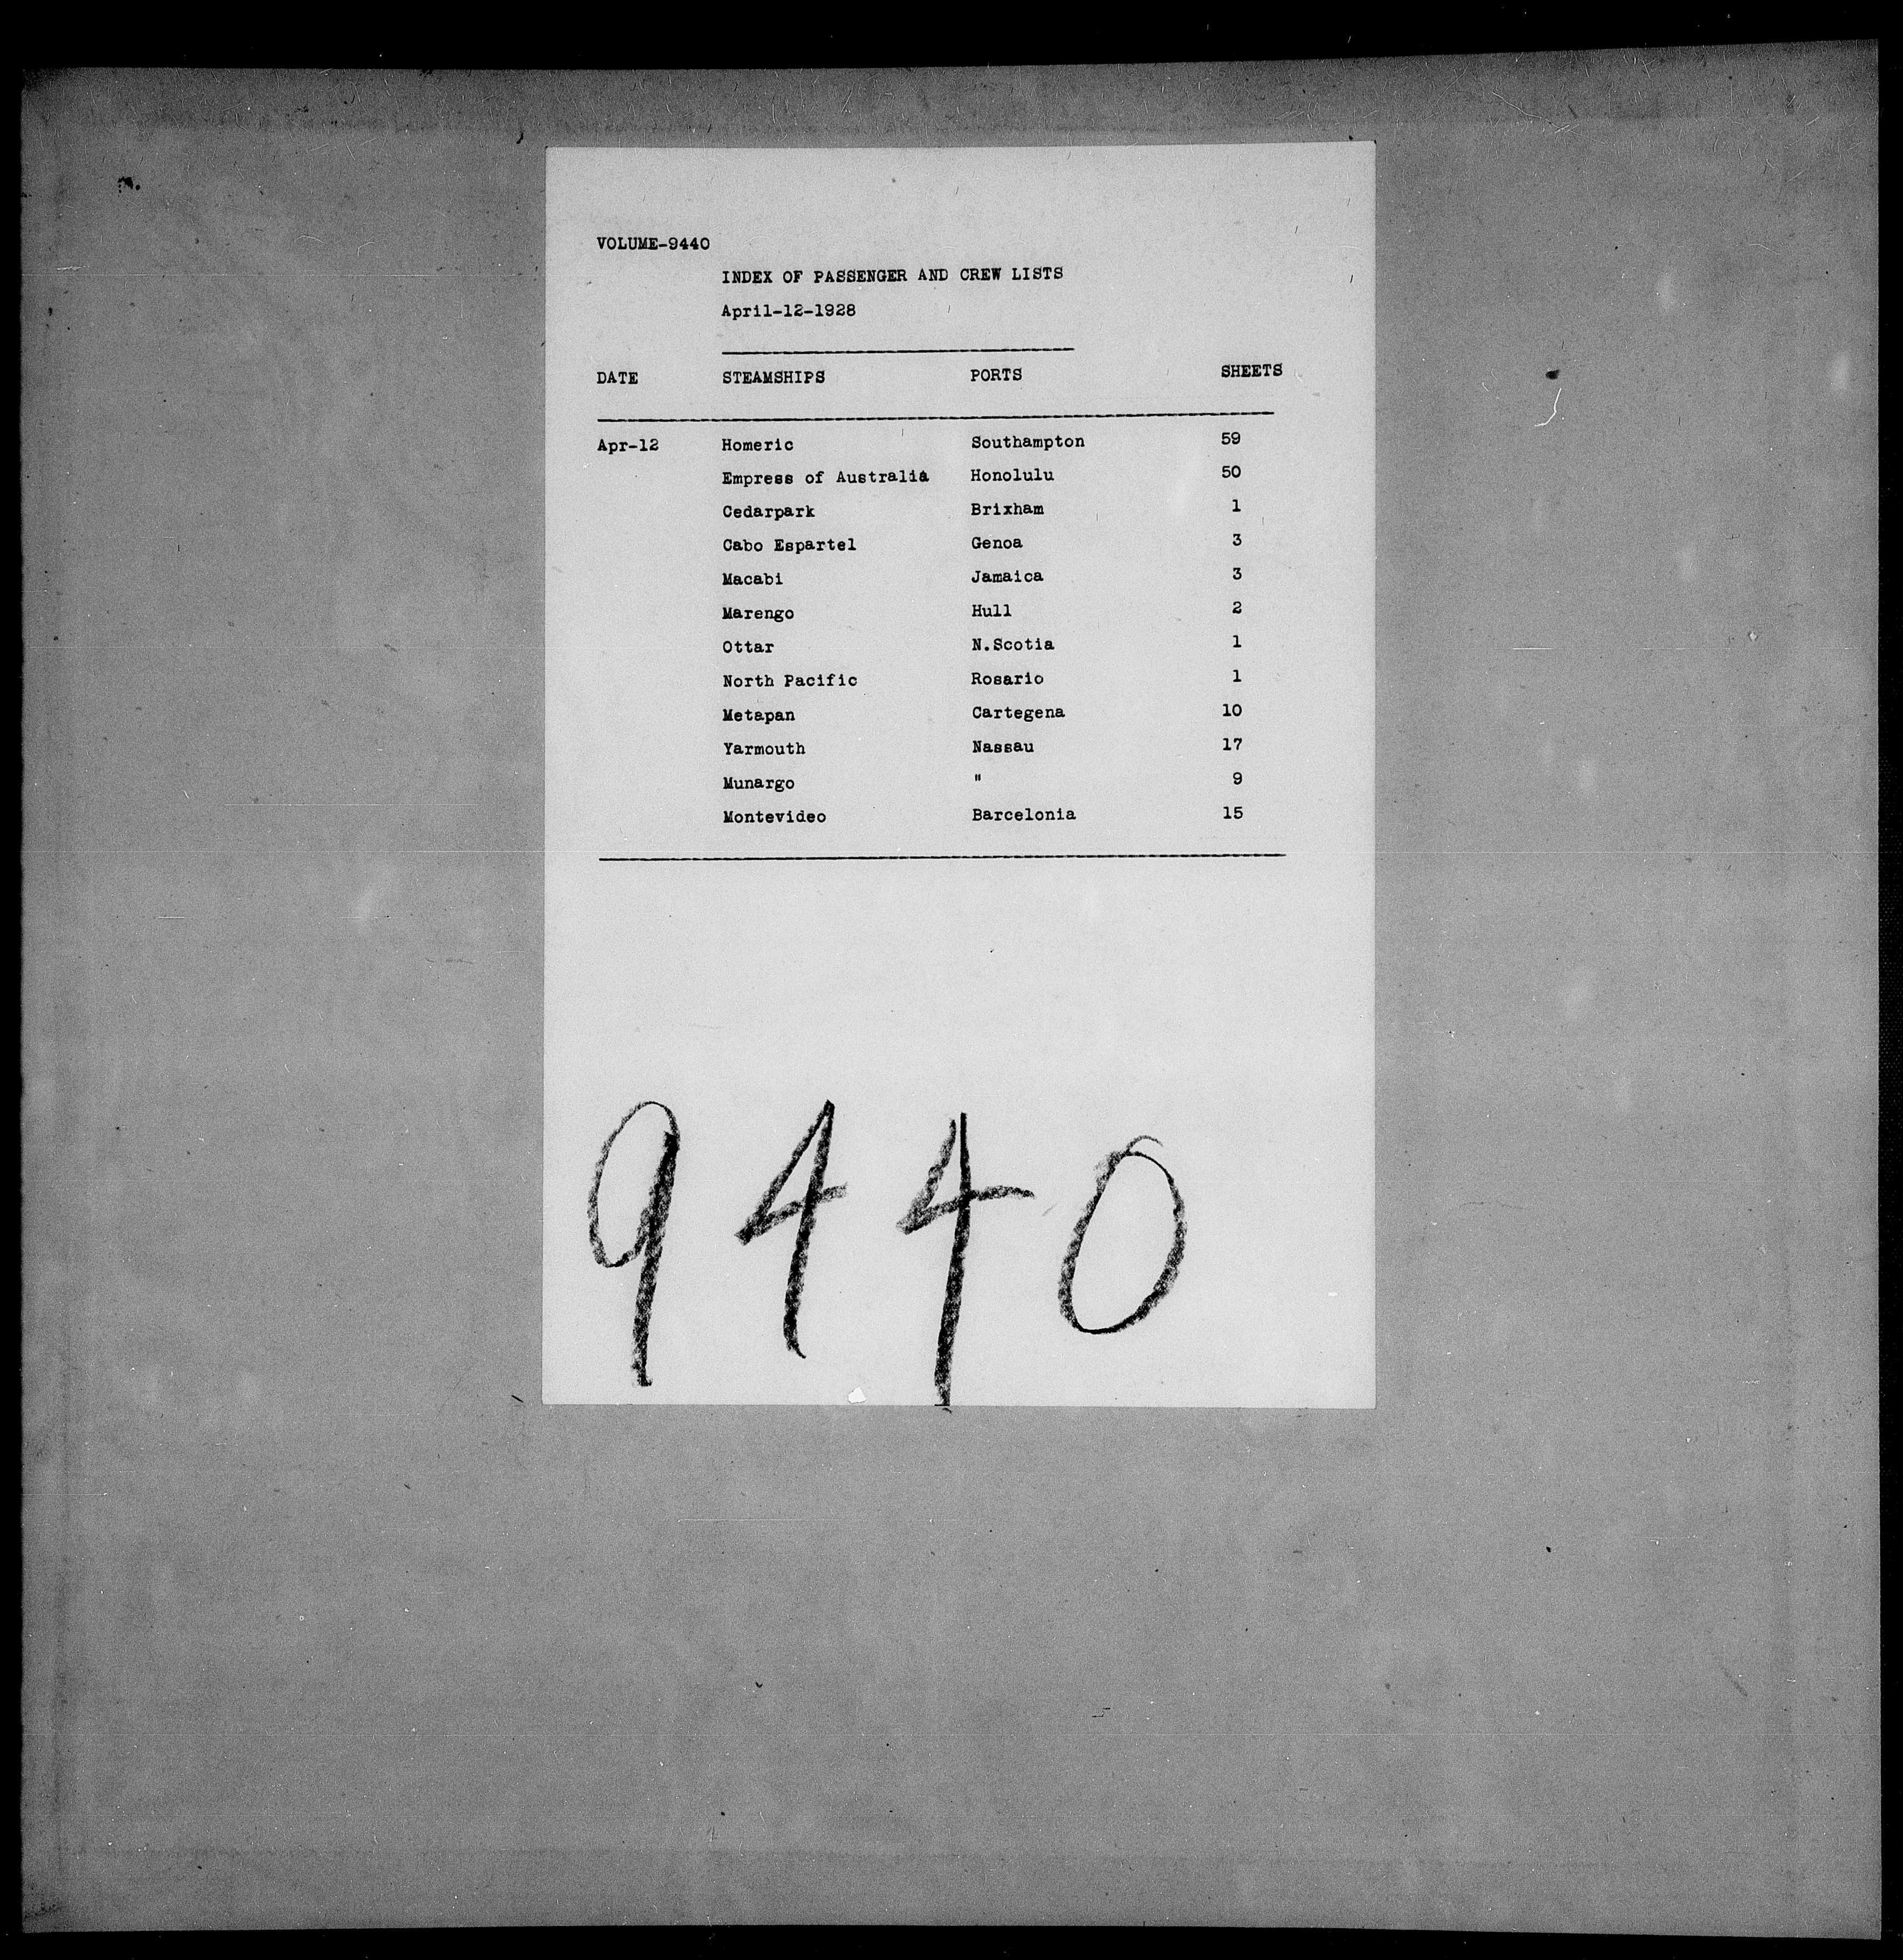 VOLUME-9440
INDEX OF PASSENGER AND CREW LISTS
April-12-1928
DATE STEAMSHIPS PORTS SHEETS
Apr-12 Homeric Southampton 59
Empress of Australia Honolulu 50
Cedarpark Brixham 1
Cabo Espartel Genoa 3
Macabi Jamaica 3
Marengo Hull 2
Ottar N.Scotia 1
North Pacific Rosario 1
Metapan Cartegena 10
Yarmouth Nassau 17
Munargo " 9
Montevideo Barcelonia 15
9440